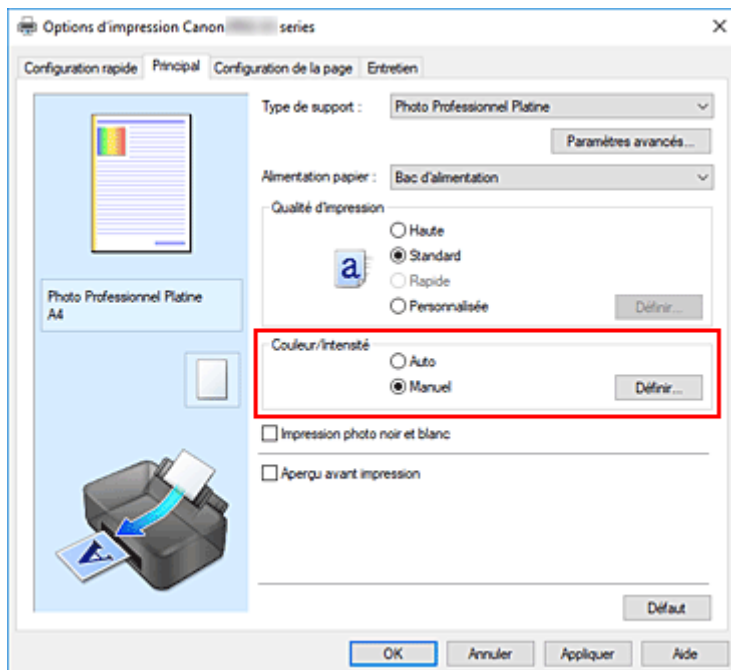 Options d'impression Canon series
Configuration rapide Principal Configuration de la page Entretien
Type de support : Photo Professionnel Platine
Paramètres avancés...
Alimentation papier : Bac d'alimentation
Qualité d'impression
Haute
a Standard
Rapide
Personnalisée Définir...
Photo Professionnel Platine
A4
Couleur/Intensité
Auto
Manuel Définir...
Impression photo noir et blanc
Aperçu avant impression
A
Défaut
OK Annuler Appliquer Aide